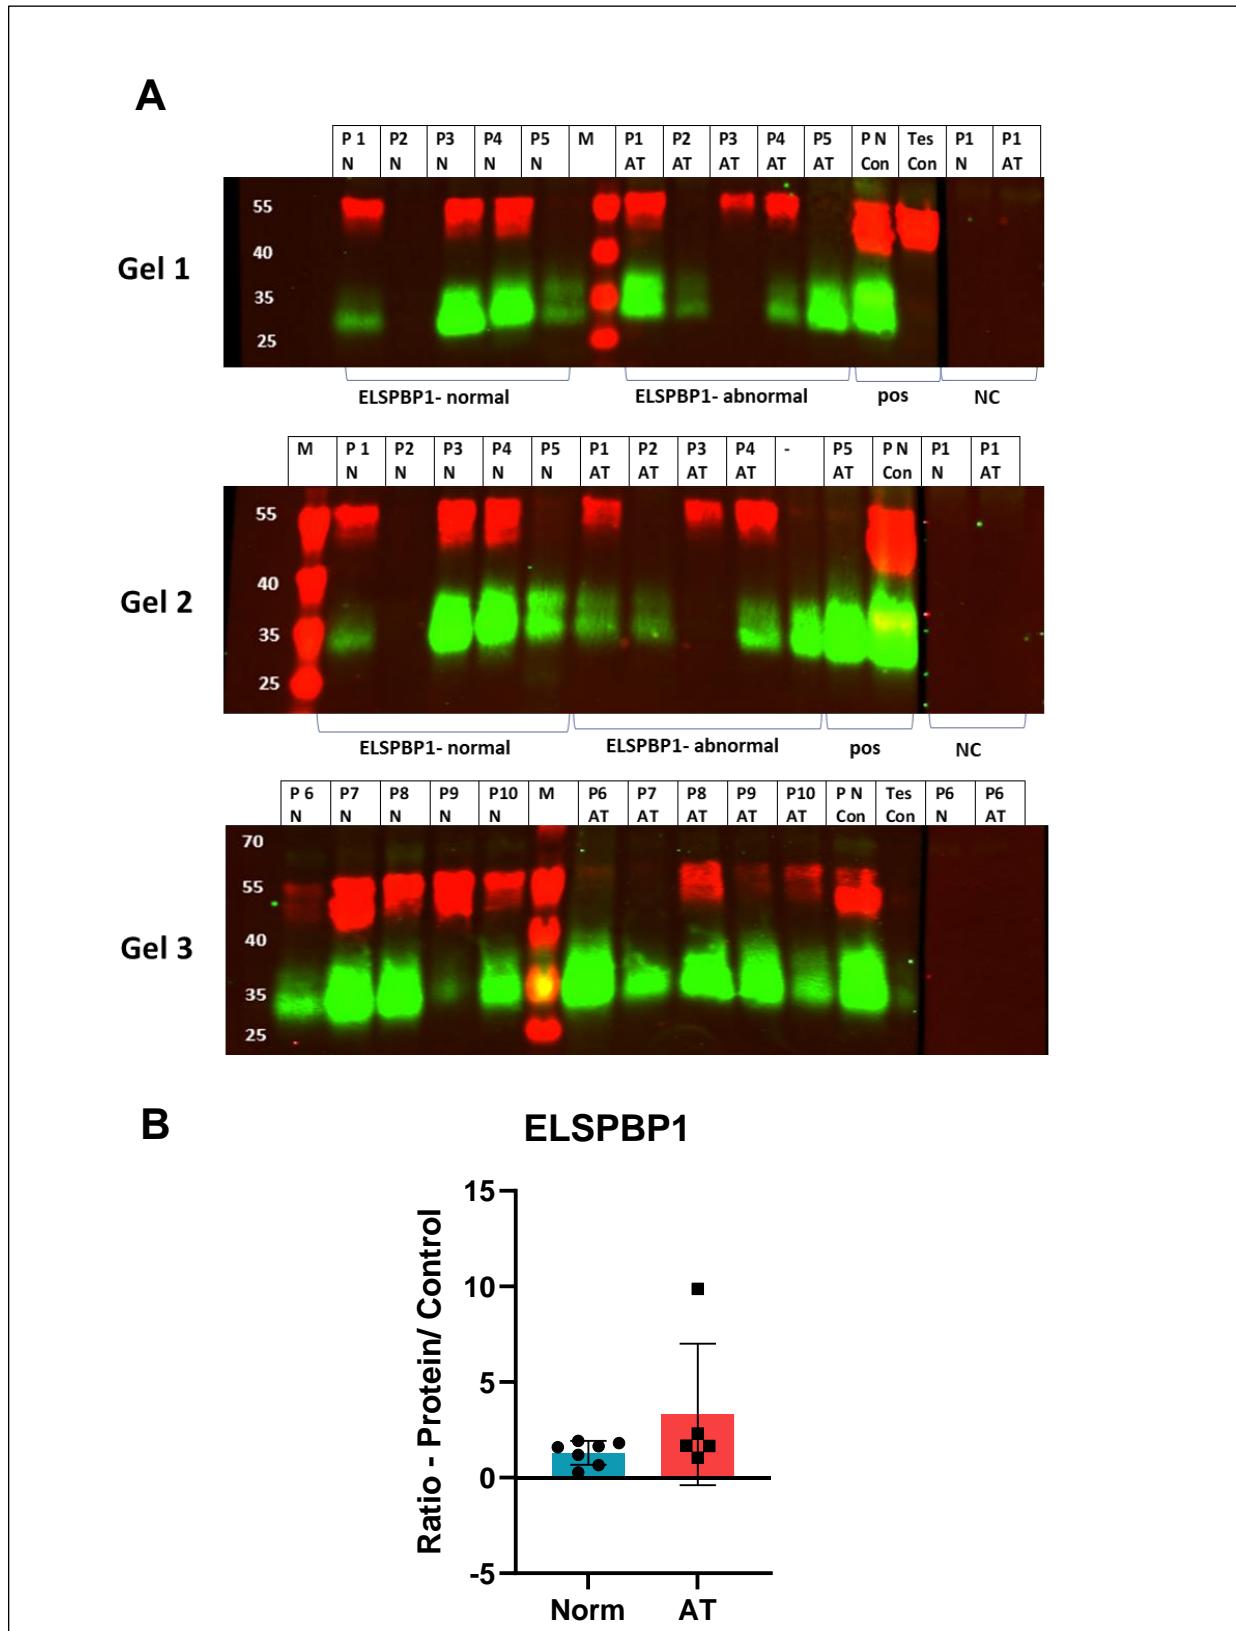 A
P 1 P2 P3 P4 P5 M P1 P2 P3 P4 P5 P N Tes P1 P1
N N N N N AT AT AT AT AT Con Con N AT
Gel 1
55
40
35
25
ELSPBP1- normal ELSPBP1- abnormal pos NC
M P 1 P2 P3 P4 P5 P1 P2 P3 P4 - P5 P N P1 P1
N N N N N AT AT AT AT AT Con N AT
Gel 2
55
40
35
25
ELSPBP1- normal ELSPBP1- abnormal pos NC
P 6 P7 P8 P9 P10 M P6 P7 P8 P9 P10 P N Tes P6 P6
N N N N N AT AT AT AT AT Con Con N AT
Gel 3
70
55
40
35
25
B
ELSPBP1
Ratio - Protein/ Control
15
10
5
0
-5
Norm AT